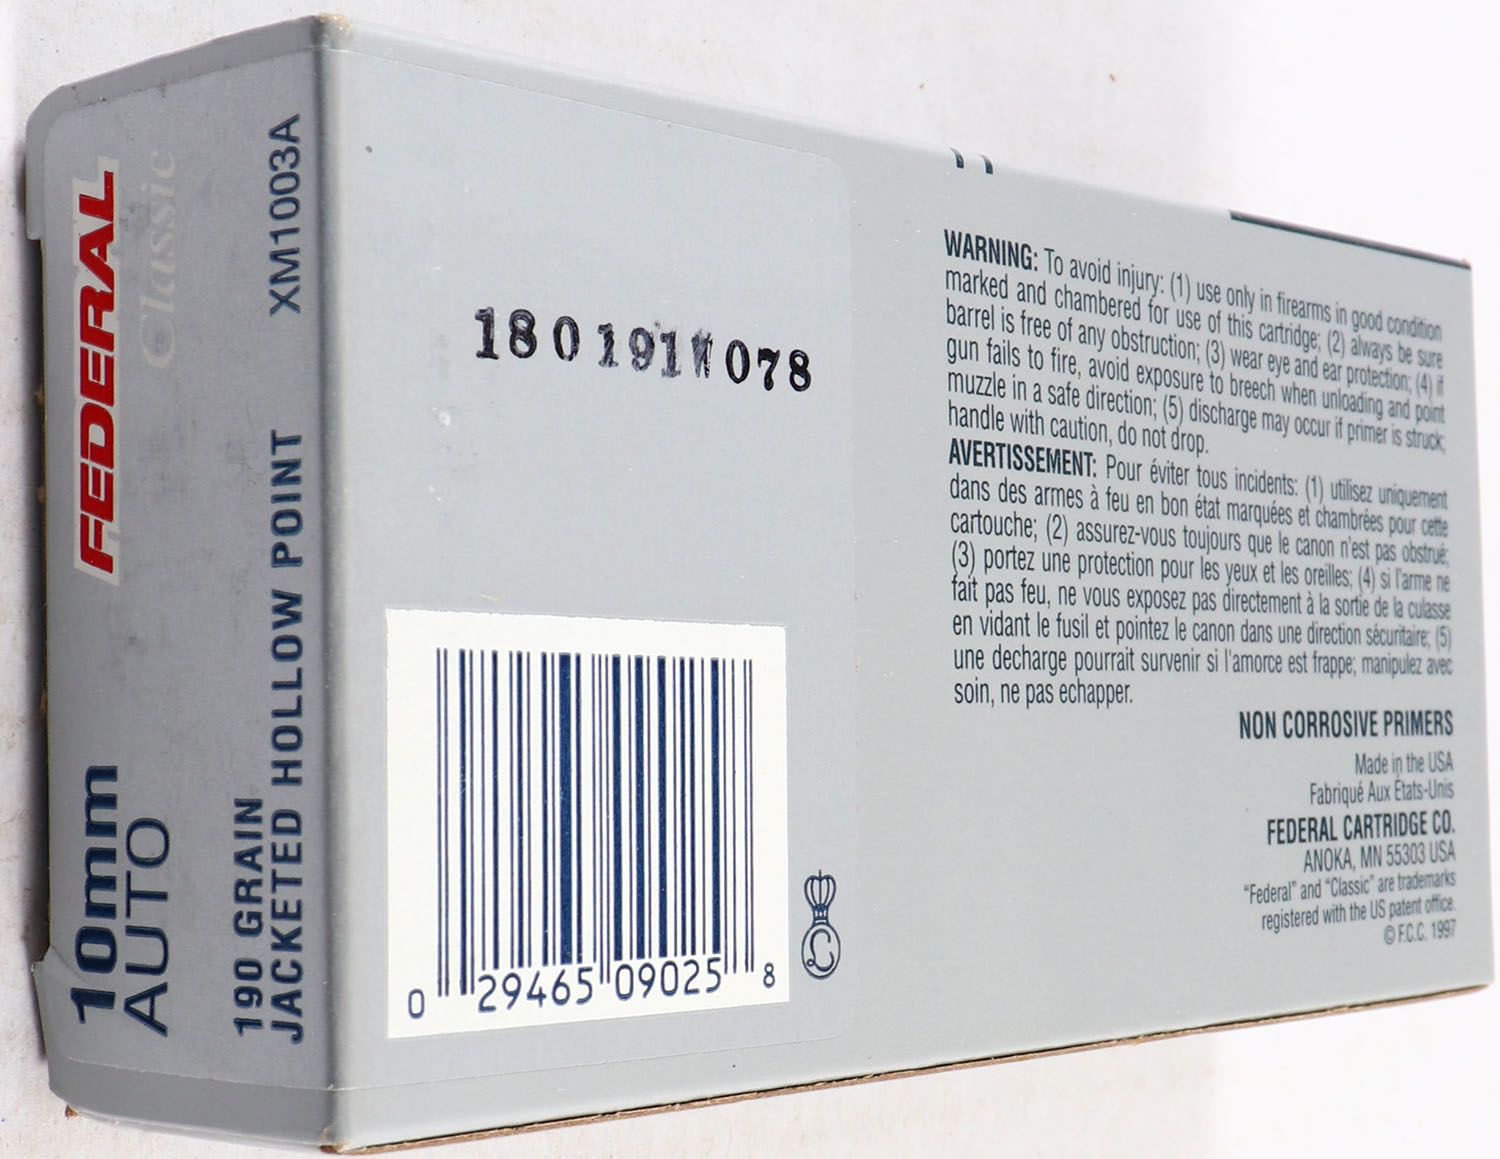 10mm
AUTO
FEDERAL
Classic
190 GRAIN
JACKETED HOLLOW POINT
XM1003A
0 29465 09025 8
WARNING: To avoid injury: (1) use only in firearms in good condition
marked and chambered for use of this cartridge; (2) always be sure
barrel is free of any obstruction; (3) wear eye and ear protection; (4) if
gun fails to fire, avoid exposure to breech when unloading and point
muzzle in a safe direction; (5) discharge may occur if primer is struck,
handle with caution, do not drop.
AVERTISSEMENT: Pour éviter tous incidents: (1) utilisez uniquement
dans des armes à feu en bon état marquées et chambrées pour cette
cartouche; (2) assurez-vous toujours que le canon n'est pas obstrué;
(3) portez une protection pour les yeux et les oreilles; (4) si l'arme ne
fait pas feu, ne vous exposez pas directement à la sortie de la culasse
en vidant le fusil et pointez le canon dans une direction sécuritaire; (5)
une decharge pourrait survenir si l'amorce est frappe; manipulez avec
soin, ne pas echapper.
NON CORROSIVE PRIMERS
Made in the USA
Fabriqué Aux États-Unis
FEDERAL CARTRIDGE CO.
ANOKA, MN 55303 USA
"Federal" and "Classic" are trademarks
registered with the US patent office.
© F.C.C. 1997